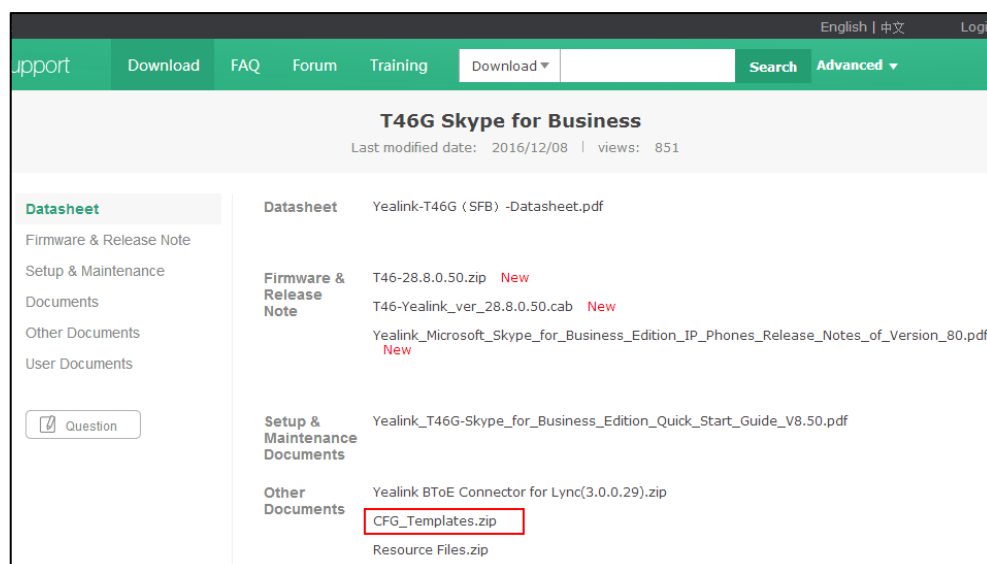 English | 中文 Logi
upport Download FAQ Forum Training Download Search Advanced
T46G Skype for Business
Last modified date: 2016/12/08 | views: 851
Datasheet
Firmware & Release Note
Setup & Maintenance
Documents
Other Documents
User Documents
Question
Datasheet Yealink-T46G（SFB）-Datasheet.pdf
Firmware &
Release
Note
T46-28.8.0.50.zip New
T46-Yealink_ver_28.8.0.50.cab New
Yealink_Microsoft_Skype_for_Business_Edition_IP_Phones_Release_Notes_of_Version_80.pdf
New
Setup &
Maintenance
Documents
Yealink_T46G-Skype_for_Business_Edition_Quick_Start_Guide_V8.50.pdf
Other
Documents
Yealink BToE Connector for Lync(3.0.0.29).zip
CFG_Templates.zip
Resource Files.zip